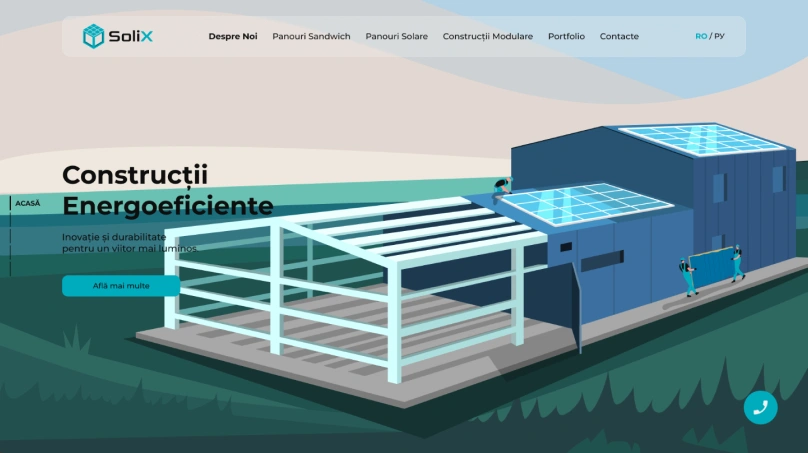 SoliX
Despre Noi Panouri Sandwich Panouri Solare Construcții Modulare Portfolio Contacte RO / РУ
Construcții
Energoeficiente
ACASĂ
Inovație și durabilitate
pentru un viitor mai luminos
Află mai multe